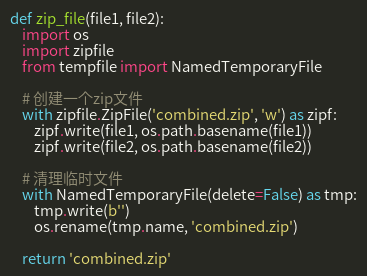 def zip_file(file1, file2):
import os
import zipfile
from tempfile import NamedTemporaryFile
# 创建一个zip文件
with zipfile.ZipFile('combined.zip', 'w') as zipf:
zipf.write(file1, os.path.basename(file1))
zipf.write(file2, os.path.basename(file2))
# 清理临时文件
with NamedTemporaryFile(delete=False) as tmp:
tmp.write(b'')
os.rename(tmp.name, 'combined.zip')
return 'combined.zip'